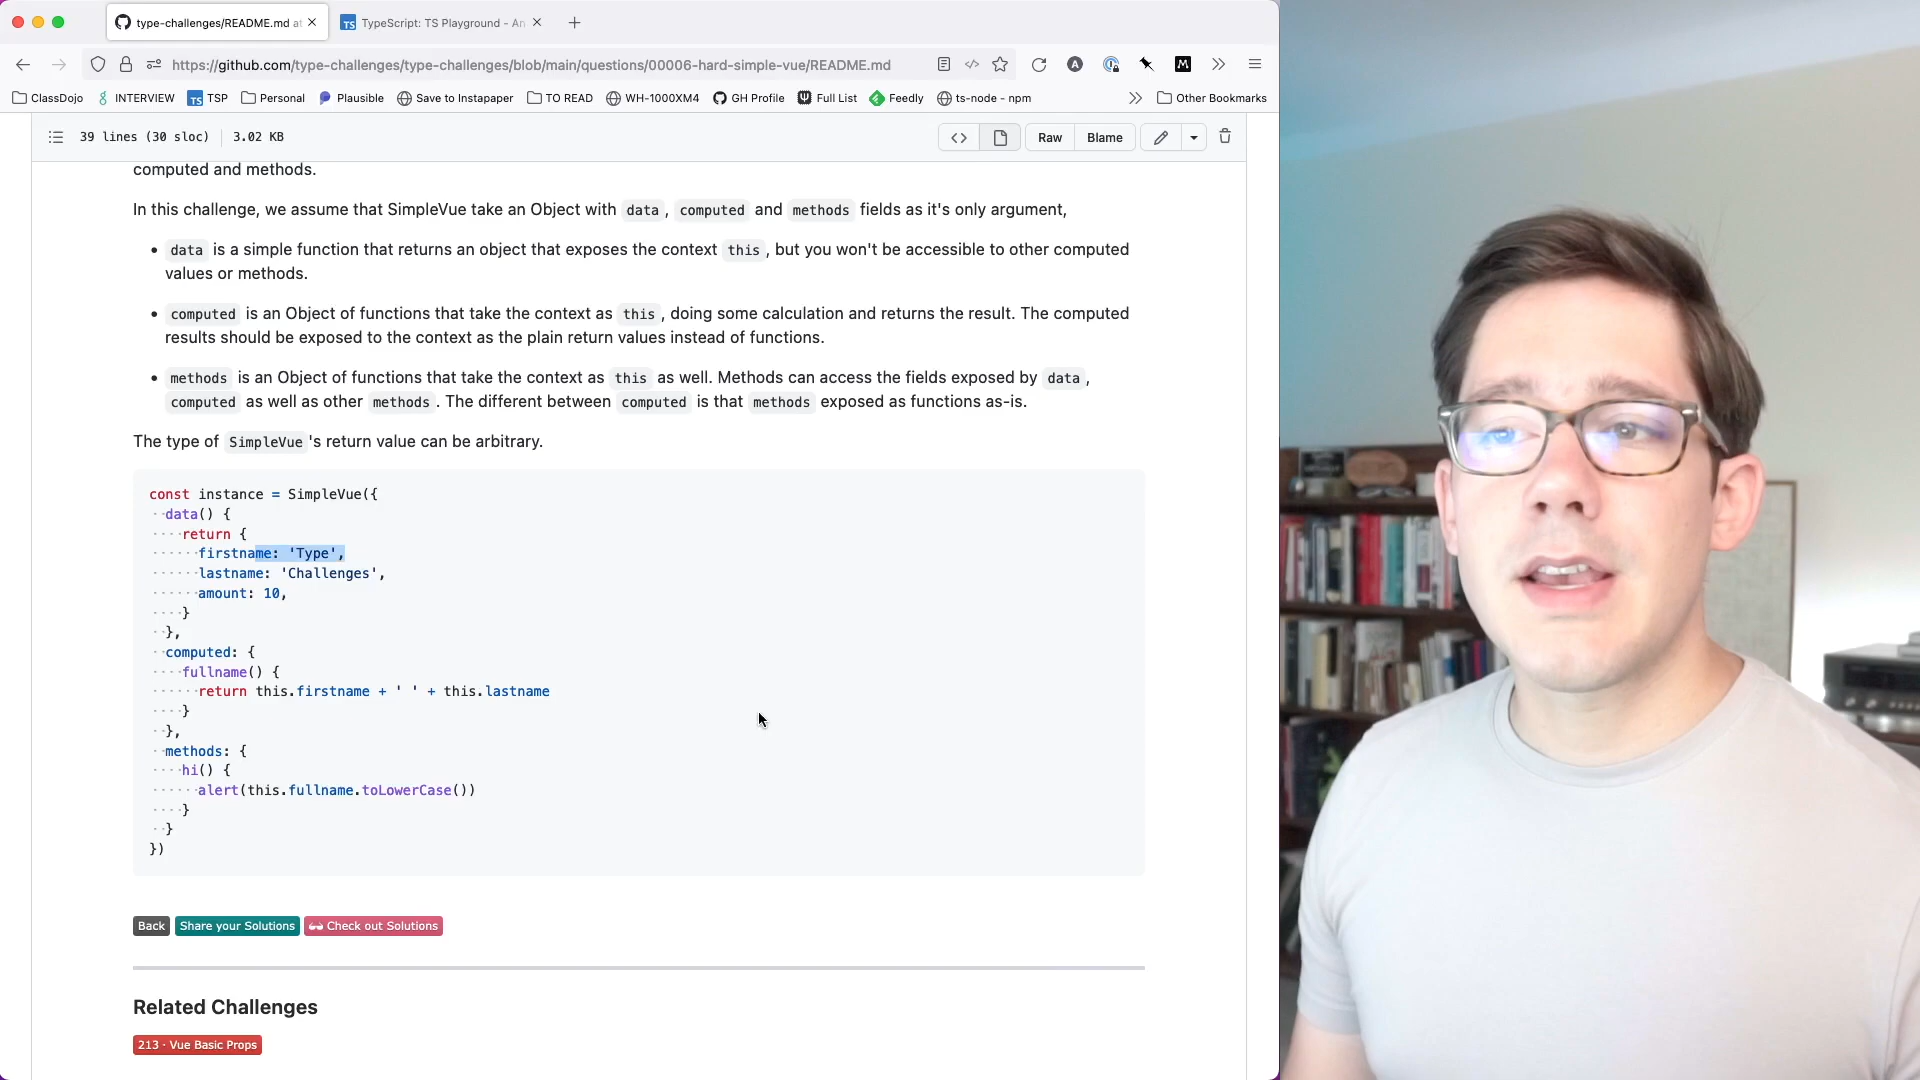 type-challenges/README.md at
TypeScript: TS Playground - An
https://github.com/type-challenges/type-challenges/blob/main/questions/00006-hard-simple-vue/README.md
ClassDojo INTERVIEW TSP Personal Plausible Save to Instapaper TO READ WH-1000XM4 GH Profile Full List Feedly ts-node - npm Other Bookmarks
39 lines (30 sloc) 3.02 KB Raw Blame
computed and methods.
In this challenge, we assume that SimpleVue take an Object with data, computed and methods fields as it's only argument,
• data is a simple function that returns an object that exposes the context this, but you won't be accessible to other computed
values or methods.
• computed is an Object of functions that take the context as this, doing some calculation and returns the result. The computed
results should be exposed to the context as the plain return values instead of functions.
• methods is an Object of functions that take the context as this as well. Methods can access the fields exposed by data,
computed as well as other methods. The different between computed is that methods exposed as functions as-is.
The type of SimpleVue's return value can be arbitrary.
const instance = SimpleVue({
··data() {
····return {
······firstname: 'Type',
······lastname: 'Challenges',
······amount: 10,
····}
··},
··computed: {
····fullname() {
······return this.firstname + ' ' + this.lastname
····}
··},
··methods: {
····hi() {
······alert(this.fullname.toLowerCase())
····}
··}
})
Back Share your Solutions Check out Solutions
Related Challenges
213 · Vue Basic Props